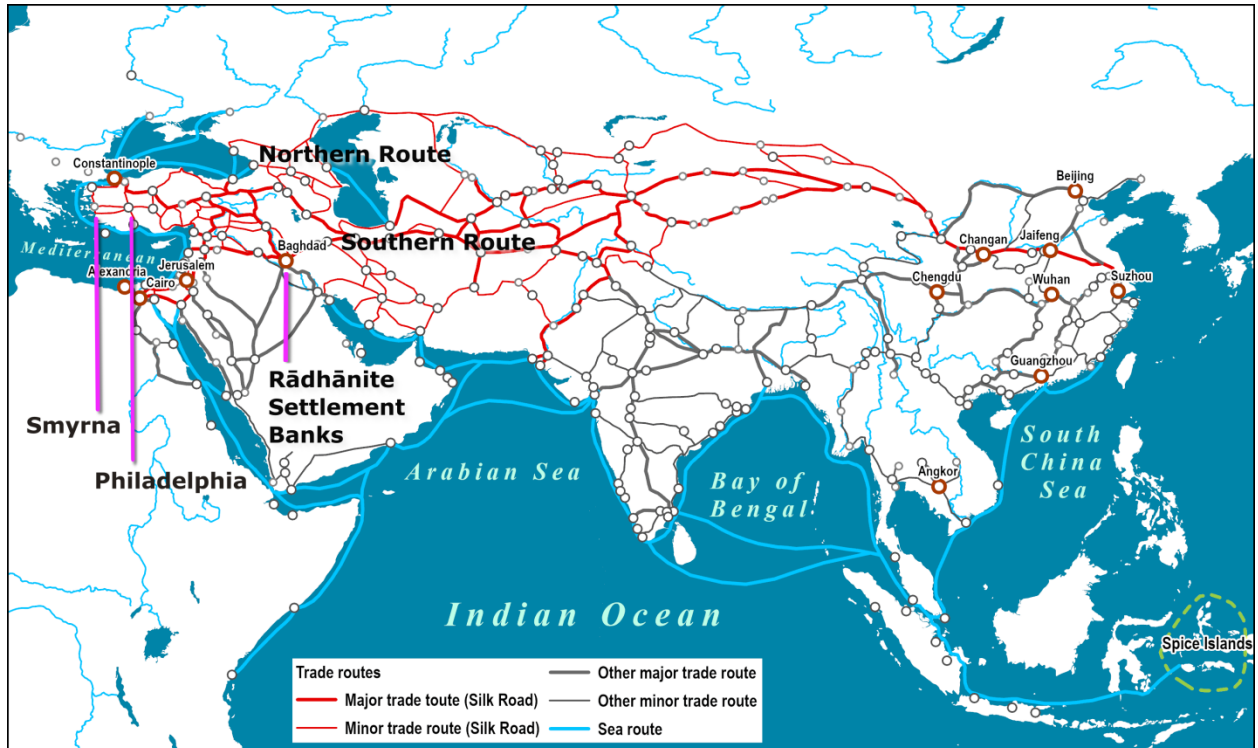 Constantinople
Northern Route
Beijing
Southern Route
Baghdad
Changan
Jaifeng
Mediterranean
Alexandria
Jerusalem
Cairo
Chengdu
Wuhan
Suzhou
Guangzhou
Rādhānite
Settlement
Banks
Smyrna
Philadelphia
Arabian Sea
Bay of
Bengal
South
China
Sea
Angkor
Indian Ocean
Spice Islands
Trade routes
Major trade toute (Silk Road)
Minor trade route (Silk Road)
Other major trade route
Other minor trade route
Sea route